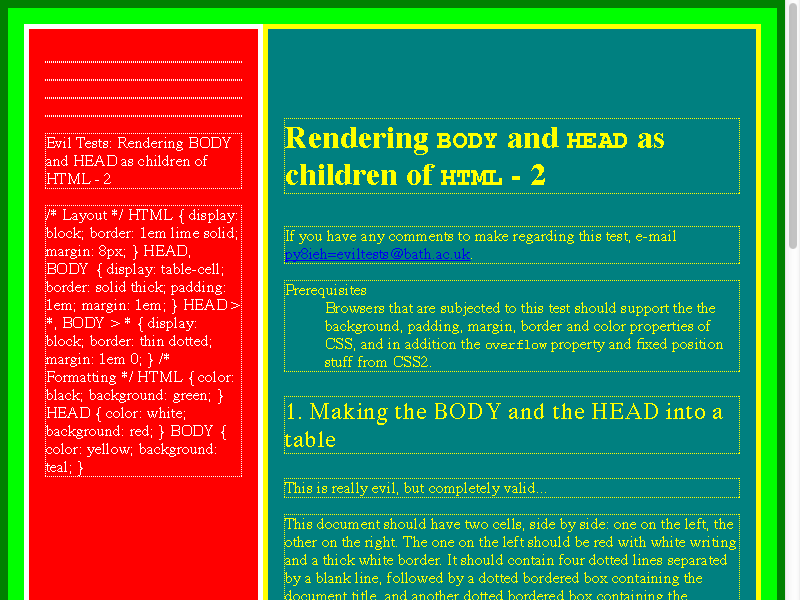 Evil Tests: Rendering BODY
and HEAD as children of
HTML - 2
/* Layout */ HTML { display:
block; border: 1em lime solid;
margin: 8px; } HEAD,
BODY { display: table-cell;
border: solid thick; padding:
1em; margin: 1em; } HEAD >
*, BODY > * { display:
block; border: thin dotted;
margin: 1em 0; } /*
Formatting */ HTML { color:
black; background: green; }
HEAD { color: white;
background: red; } BODY {
color: yellow; background:
teal; }
Rendering BODY and HEAD as
children of HTML - 2
If you have any comments to make regarding this test, e-mail
py8ieh=eviltests@bath.ac.uk.
Prerequisites
Browsers that are subjected to this test should support the the
background, padding, margin, border and color properties of
CSS, and in addition the overflow property and fixed position
stuff from CSS2.
1. Making the BODY and the HEAD into a
table
This is really evil, but completely valid...
This document should have two cells, side by side: one on the left, the
other on the right. The one on the left should be red with white writing
and a thick white border. It should contain four dotted lines separated
by a blank line, followed by a dotted bordered box containing the
document title, and another dotted bordered box containing the